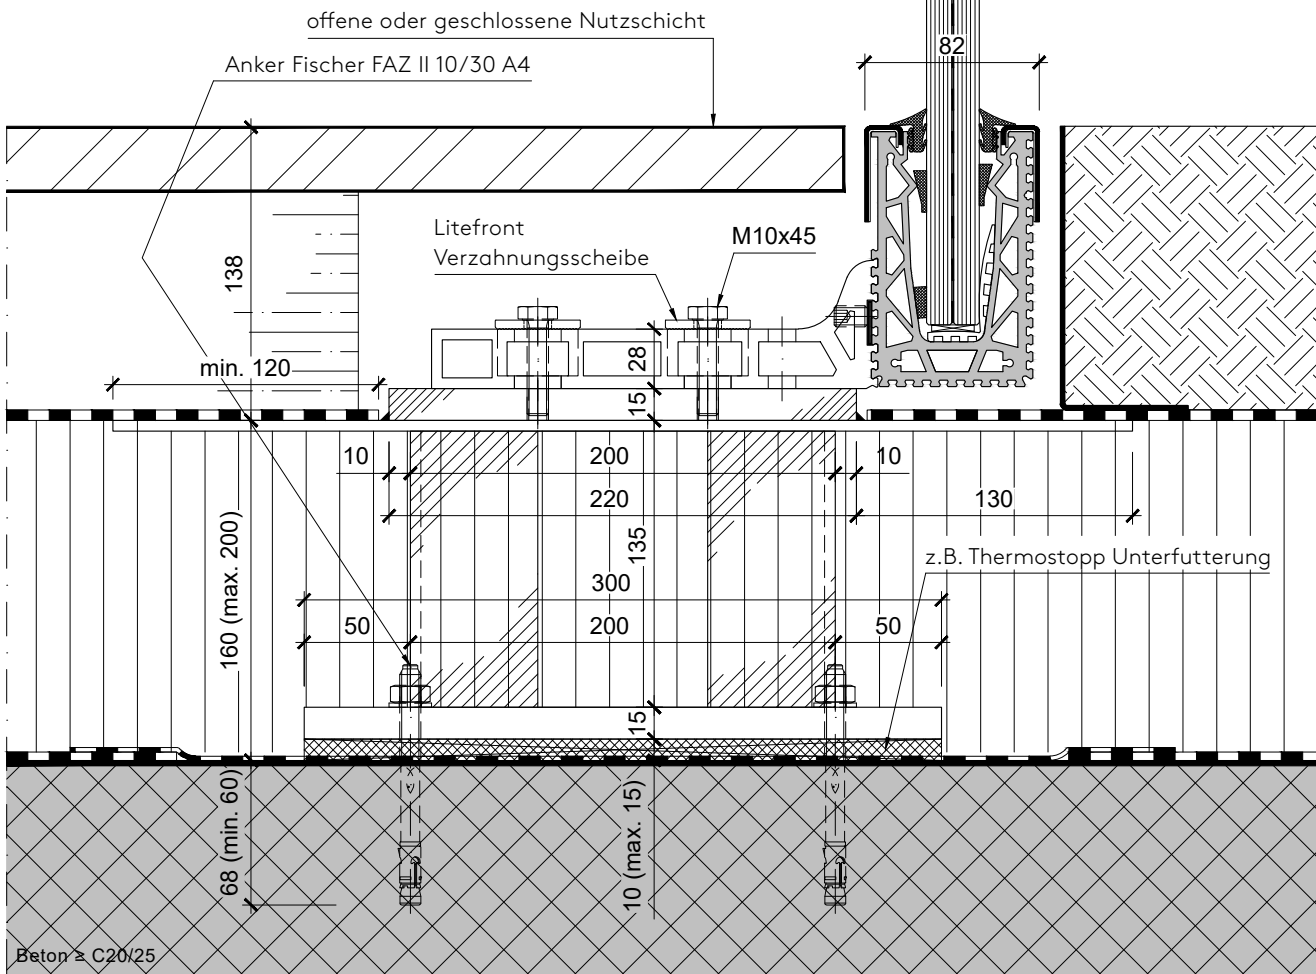 offene oder geschlossene Nutzschicht
Anker Fischer FAZ II 10/30 A4
82
Litefront
Verzahnungsscheibe
M10x45
138
min. 120
28
15
10
200
10
220
130
160 (max. 200)
135
z.B. Thermostopp Unterfutterung
300
50
200
50
15
68 (min. 60)
10 (max. 15)
Beton ≥ C20/25